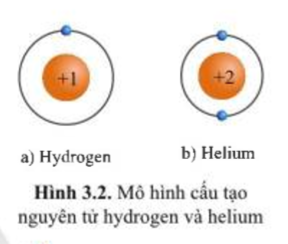 +1
+2
a) Hydrogen
b) Helium
Hình 3.2. Mô hình cấu tạo
nguyên tử hydrogen và helium